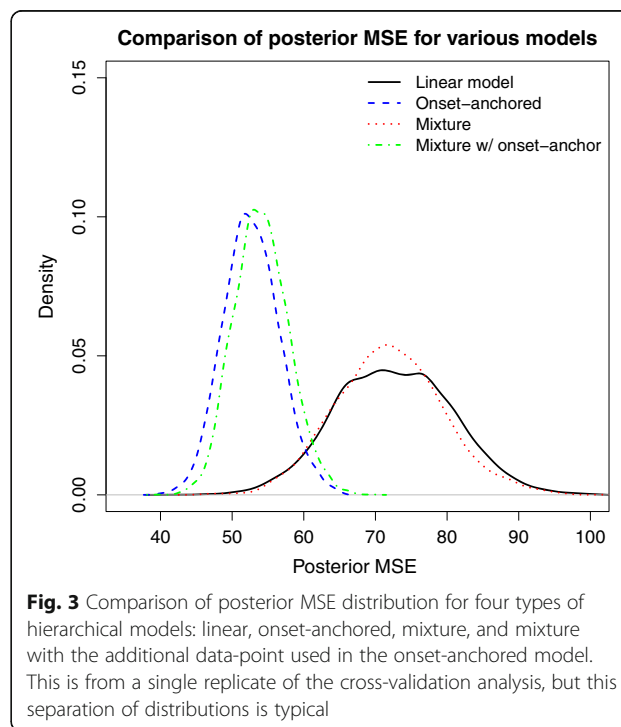 Comparison of posterior MSE for various models
Linear model
Onset−anchored
Mixture
Mixture w/ onset−anchor
0.15
0.10
0.05
0.00
Density
40 50 60 70 80 90 100
Posterior MSE
Fig. 3 Comparison of posterior MSE distribution for four types of
hierarchical models: linear, onset-anchored, mixture, and mixture
with the additional data-point used in the onset-anchored model.
This is from a single replicate of the cross-validation analysis, but this
separation of distributions is typical